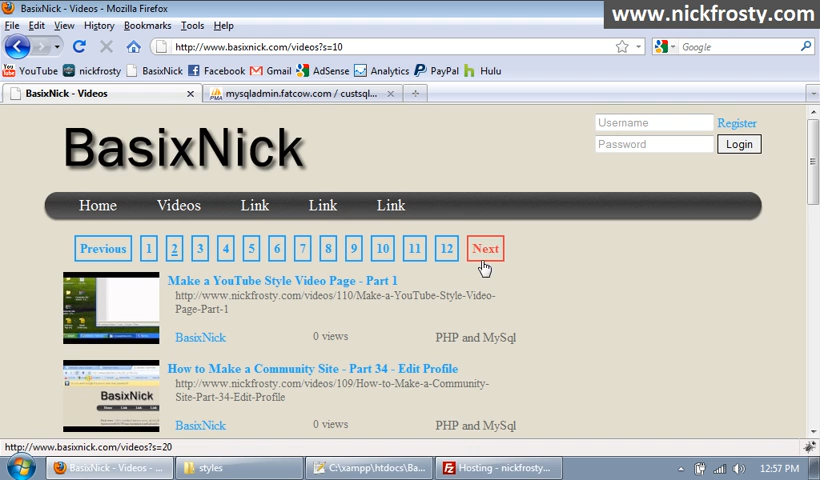 BasixNick - Videos - Mozilla Firefox
www.nickfrosty.com
File Edit View History Bookmarks Tools Help
http://www.basixnick.com/videos?s=10
Google
YouTube nickfrosty BasixNick Facebook Gmail AdSense Analytics PayPal Hulu
BasixNick - Videos
mysqladmin.fatcow.com / custsql...
BasixNick
Username
Register
Password
Login
Home Videos Link Link Link
Previous 1 2 3 4 5 6 7 8 9 10 11 12 Next
Make a YouTube Style Video Page - Part 1
http://www.nickfrosty.com/videos/110/Make-a-YouTube-Style-Video-
Page-Part-1
BasixNick 0 views PHP and MySql
How to Make a Community Site - Part 34 - Edit Profile
http://www.nickfrosty.com/videos/109/How-to-Make-a-Community-
Site-Part-34-Edit-Profile
BasixNick 0 views PHP and MySql
http://www.basixnick.com/videos?s=20
BasixNick - Videos - ...
styles
C:\xampp\htdocs\Ba...
Hosting - nickfrosty...
12:57 PM